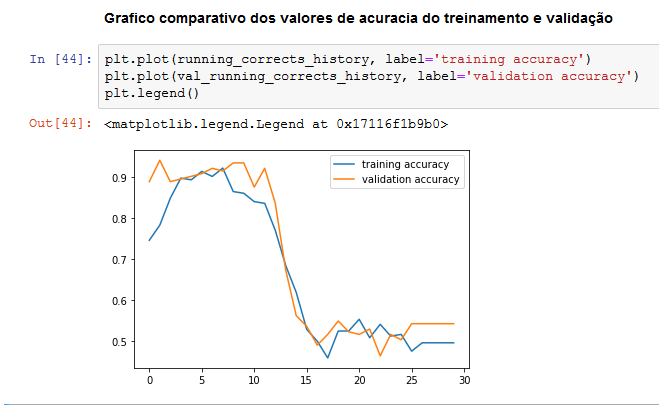 Grafico comparativo dos valores de acuracia do treinamento e validação
In [44]: plt.plot(running_corrects_history, label='training accuracy')
plt.plot(val_running_corrects_history, label='validation accuracy')
plt.legend()
Out[44]: <matplotlib.legend.Legend at 0x17116f1b9b0>
training accuracy
validation accuracy
0.9
0.8
0.7
0.6
0.5
0 5 10 15 20 25 30